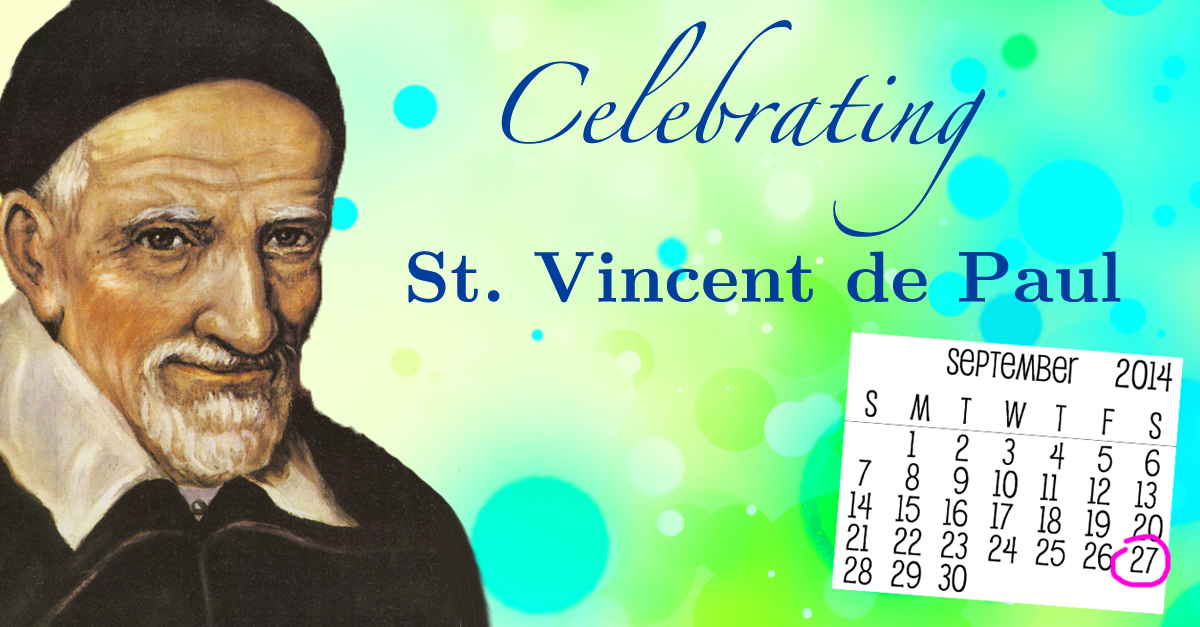 Celebrating
St. Vincent de Paul
September 2014
S M T W T F S
1 2 3 4 5 6
7 8 9 10 11 12 13
14 15 16 17 18 19 20
21 22 23 24 25 26 27
28 29 30